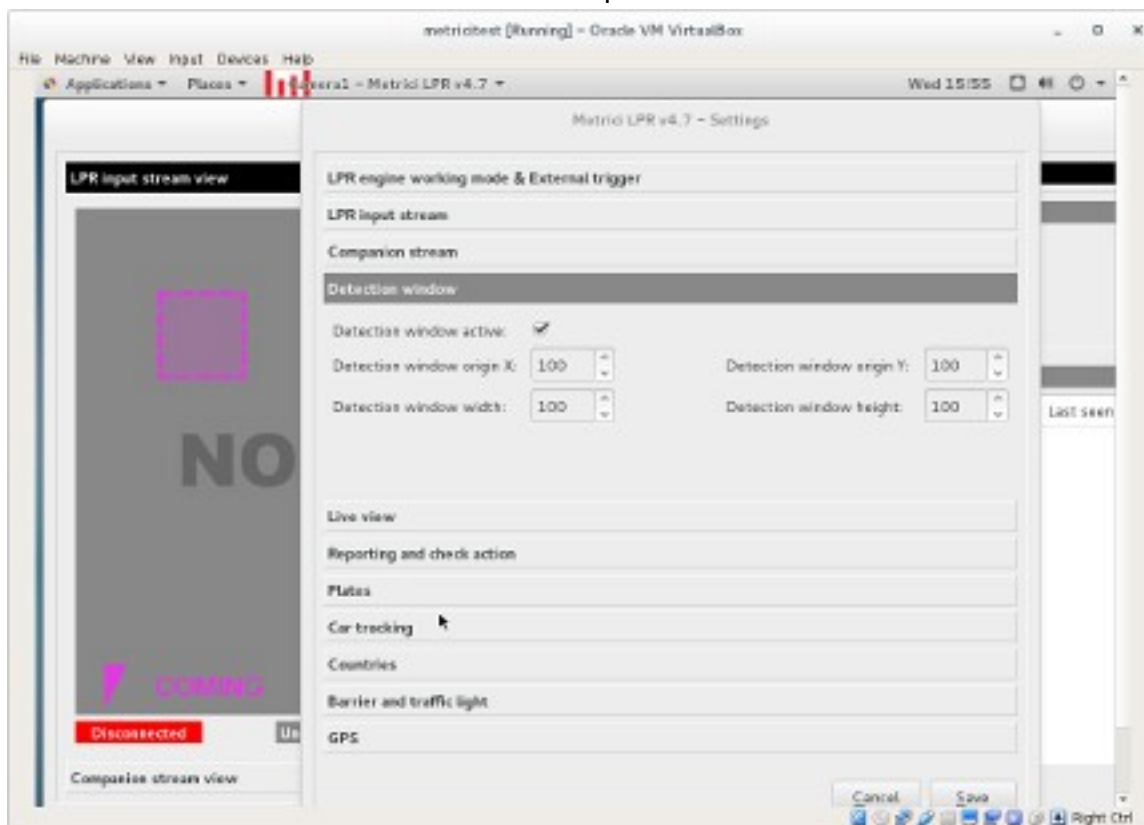 metricitest [Running] - Oracle VM VirtualBox
File Machine View Input Devices Help
Applications Places Camera1 - Metrici LPR v4.7 Wed 15:55
Metrici LPR v4.7 - Settings
LPR input stream view
LPR engine working mode & External trigger
LPR input stream
Companion stream
Detection window
Detection window active:
Detection window origin X: 100 Detection window origin Y: 100
Detection window width: 100 Detection window height: 100
Last seen
NO
Live view
Reporting and check action
Plates
Car tracking
Countries
COMING
Barrier and traffic light
Disconnected Un
GPS
Companion stream view
Cancel Save
Right Ctrl